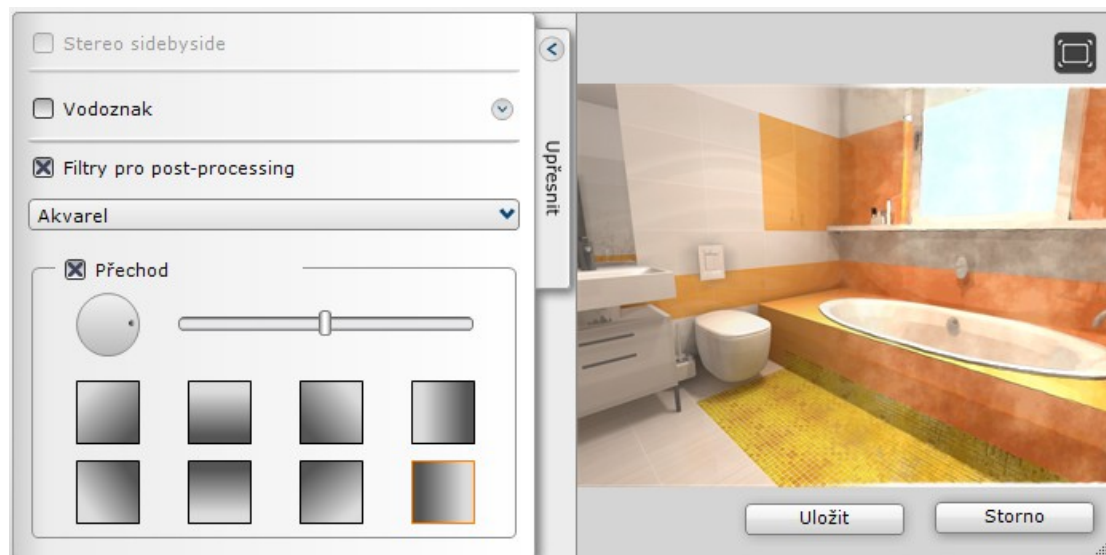 Stereo sidebyside
Vodoznak
Filtry pro post-processing
Akvarel
Přechod
Upřesnit
Uložit
Storno